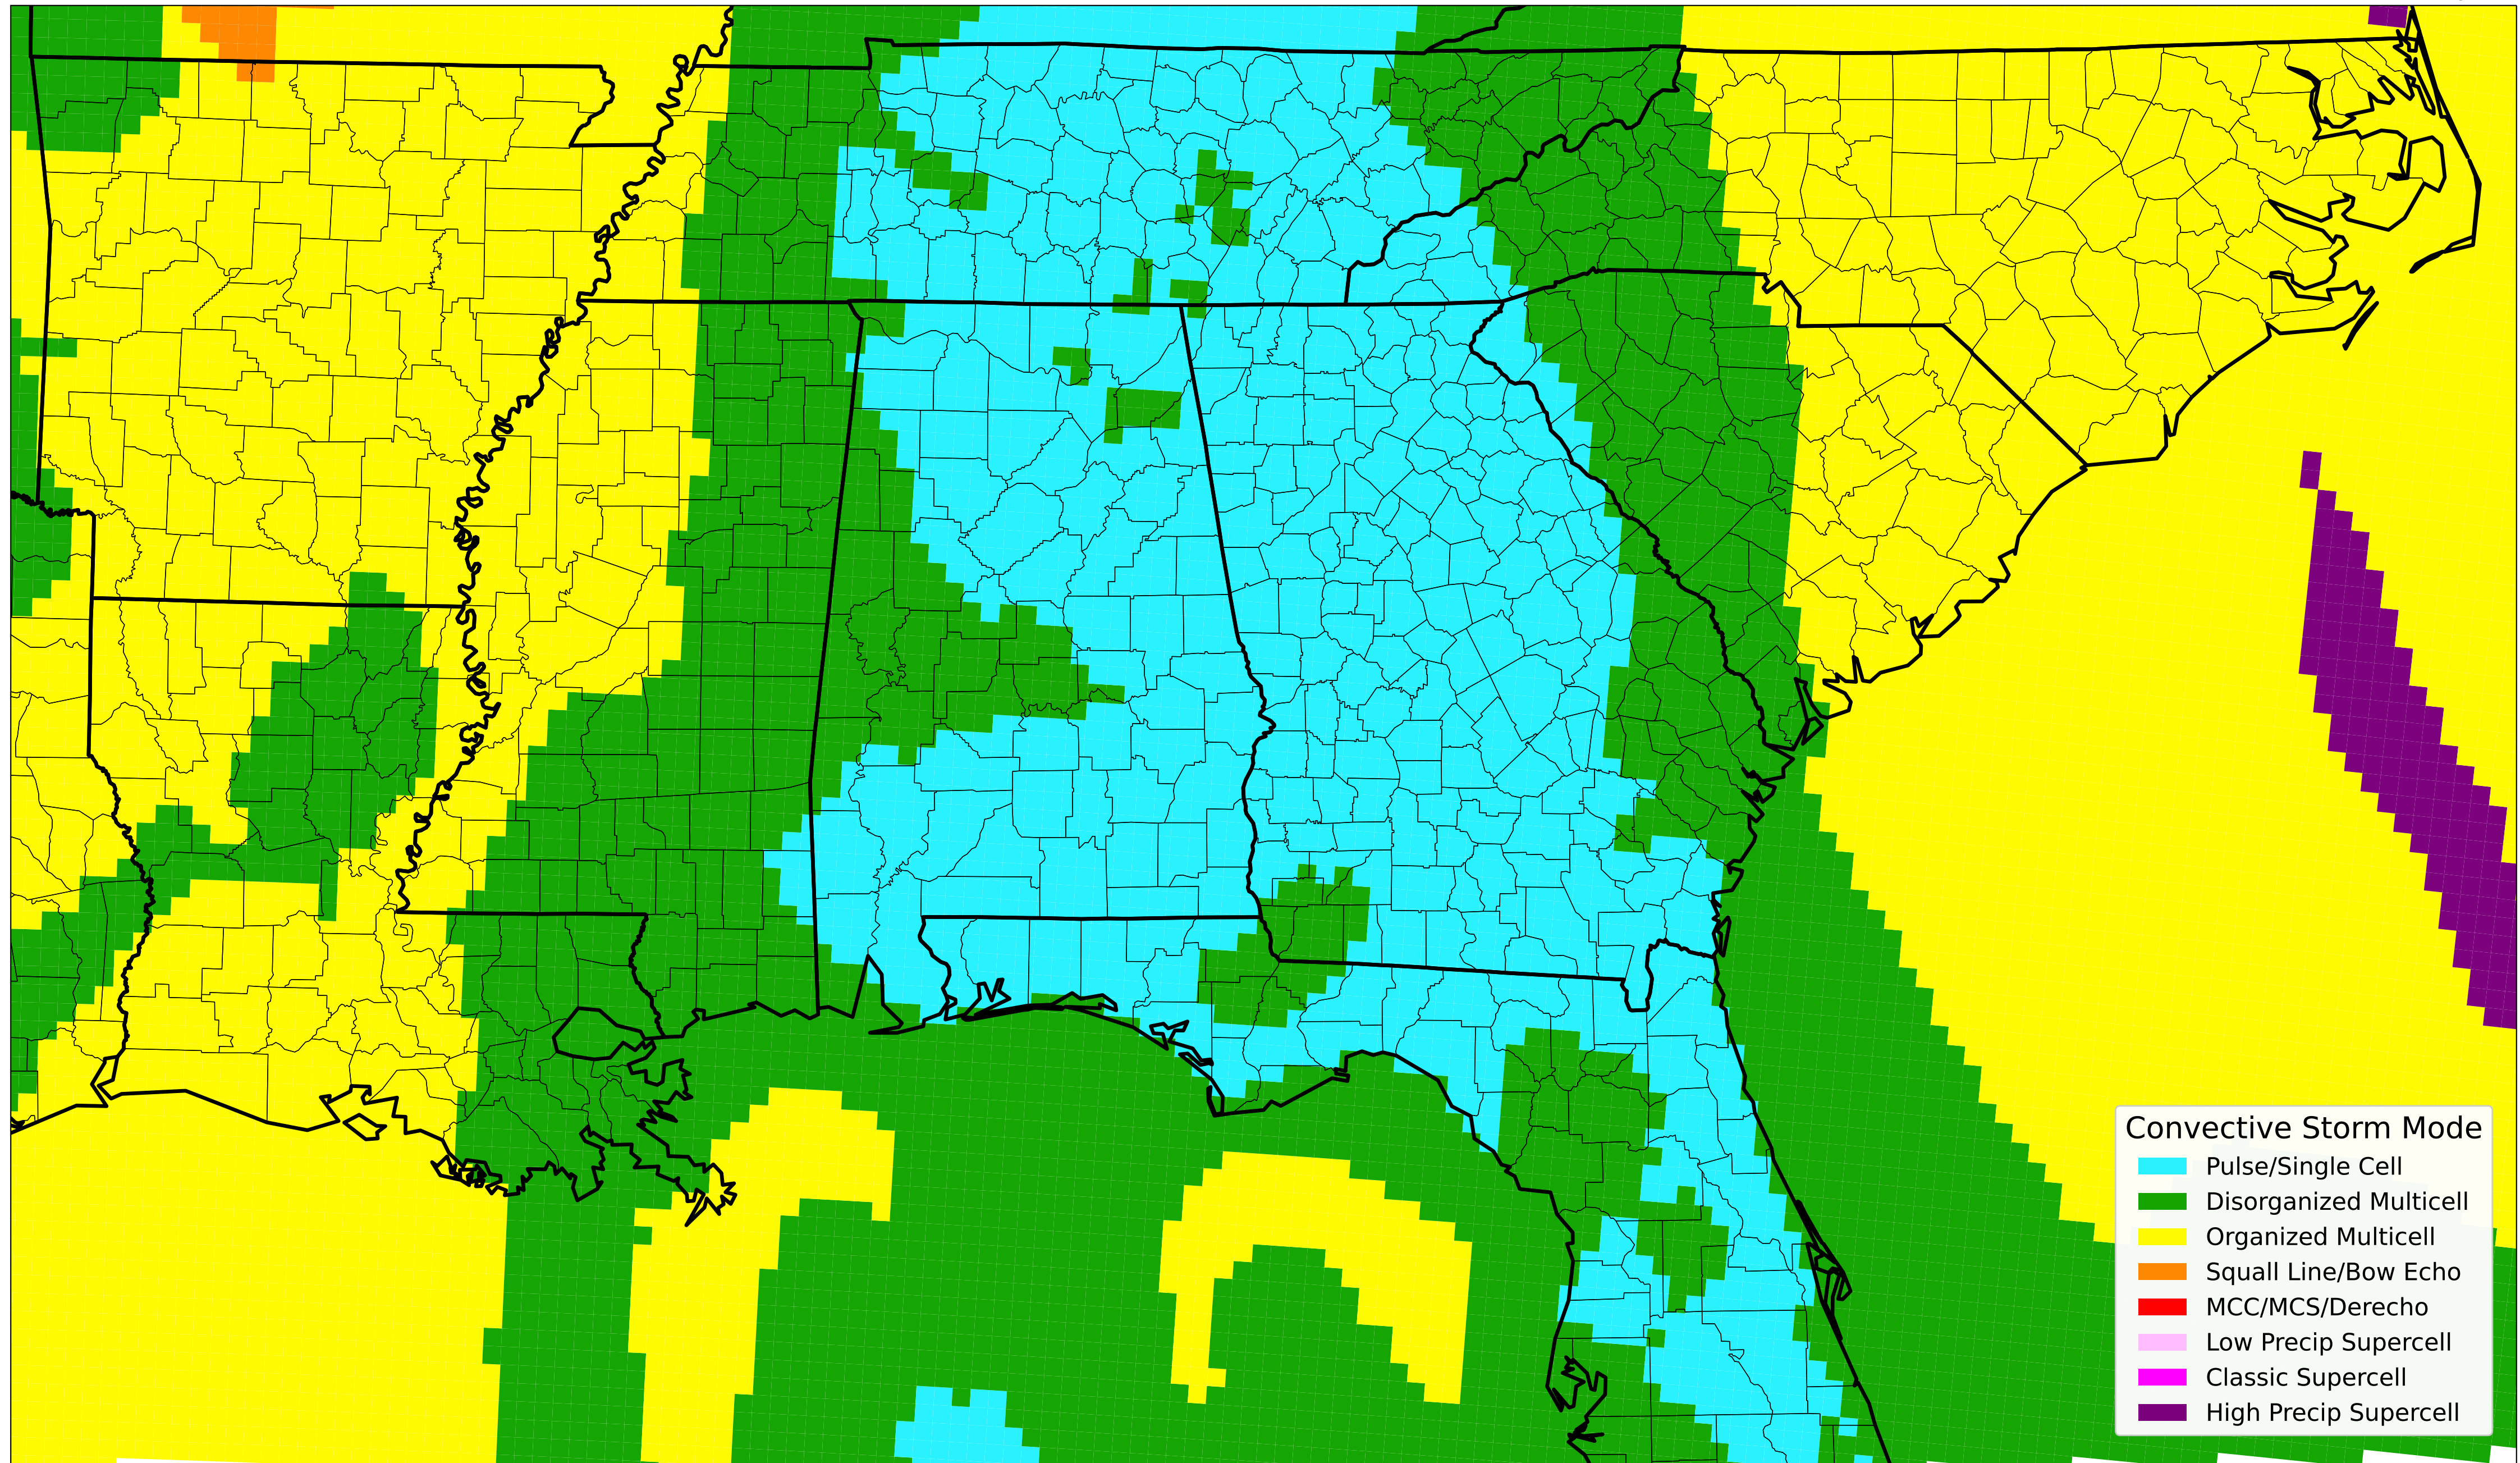 Convective Storm Mode
Pulse/Single Cell
Disorganized Multicell
Organized Multicell
Squall Line/Bow Echo
MCC/MCS/Derecho
Low Precip Supercell
Classic Supercell
High Precip Supercell